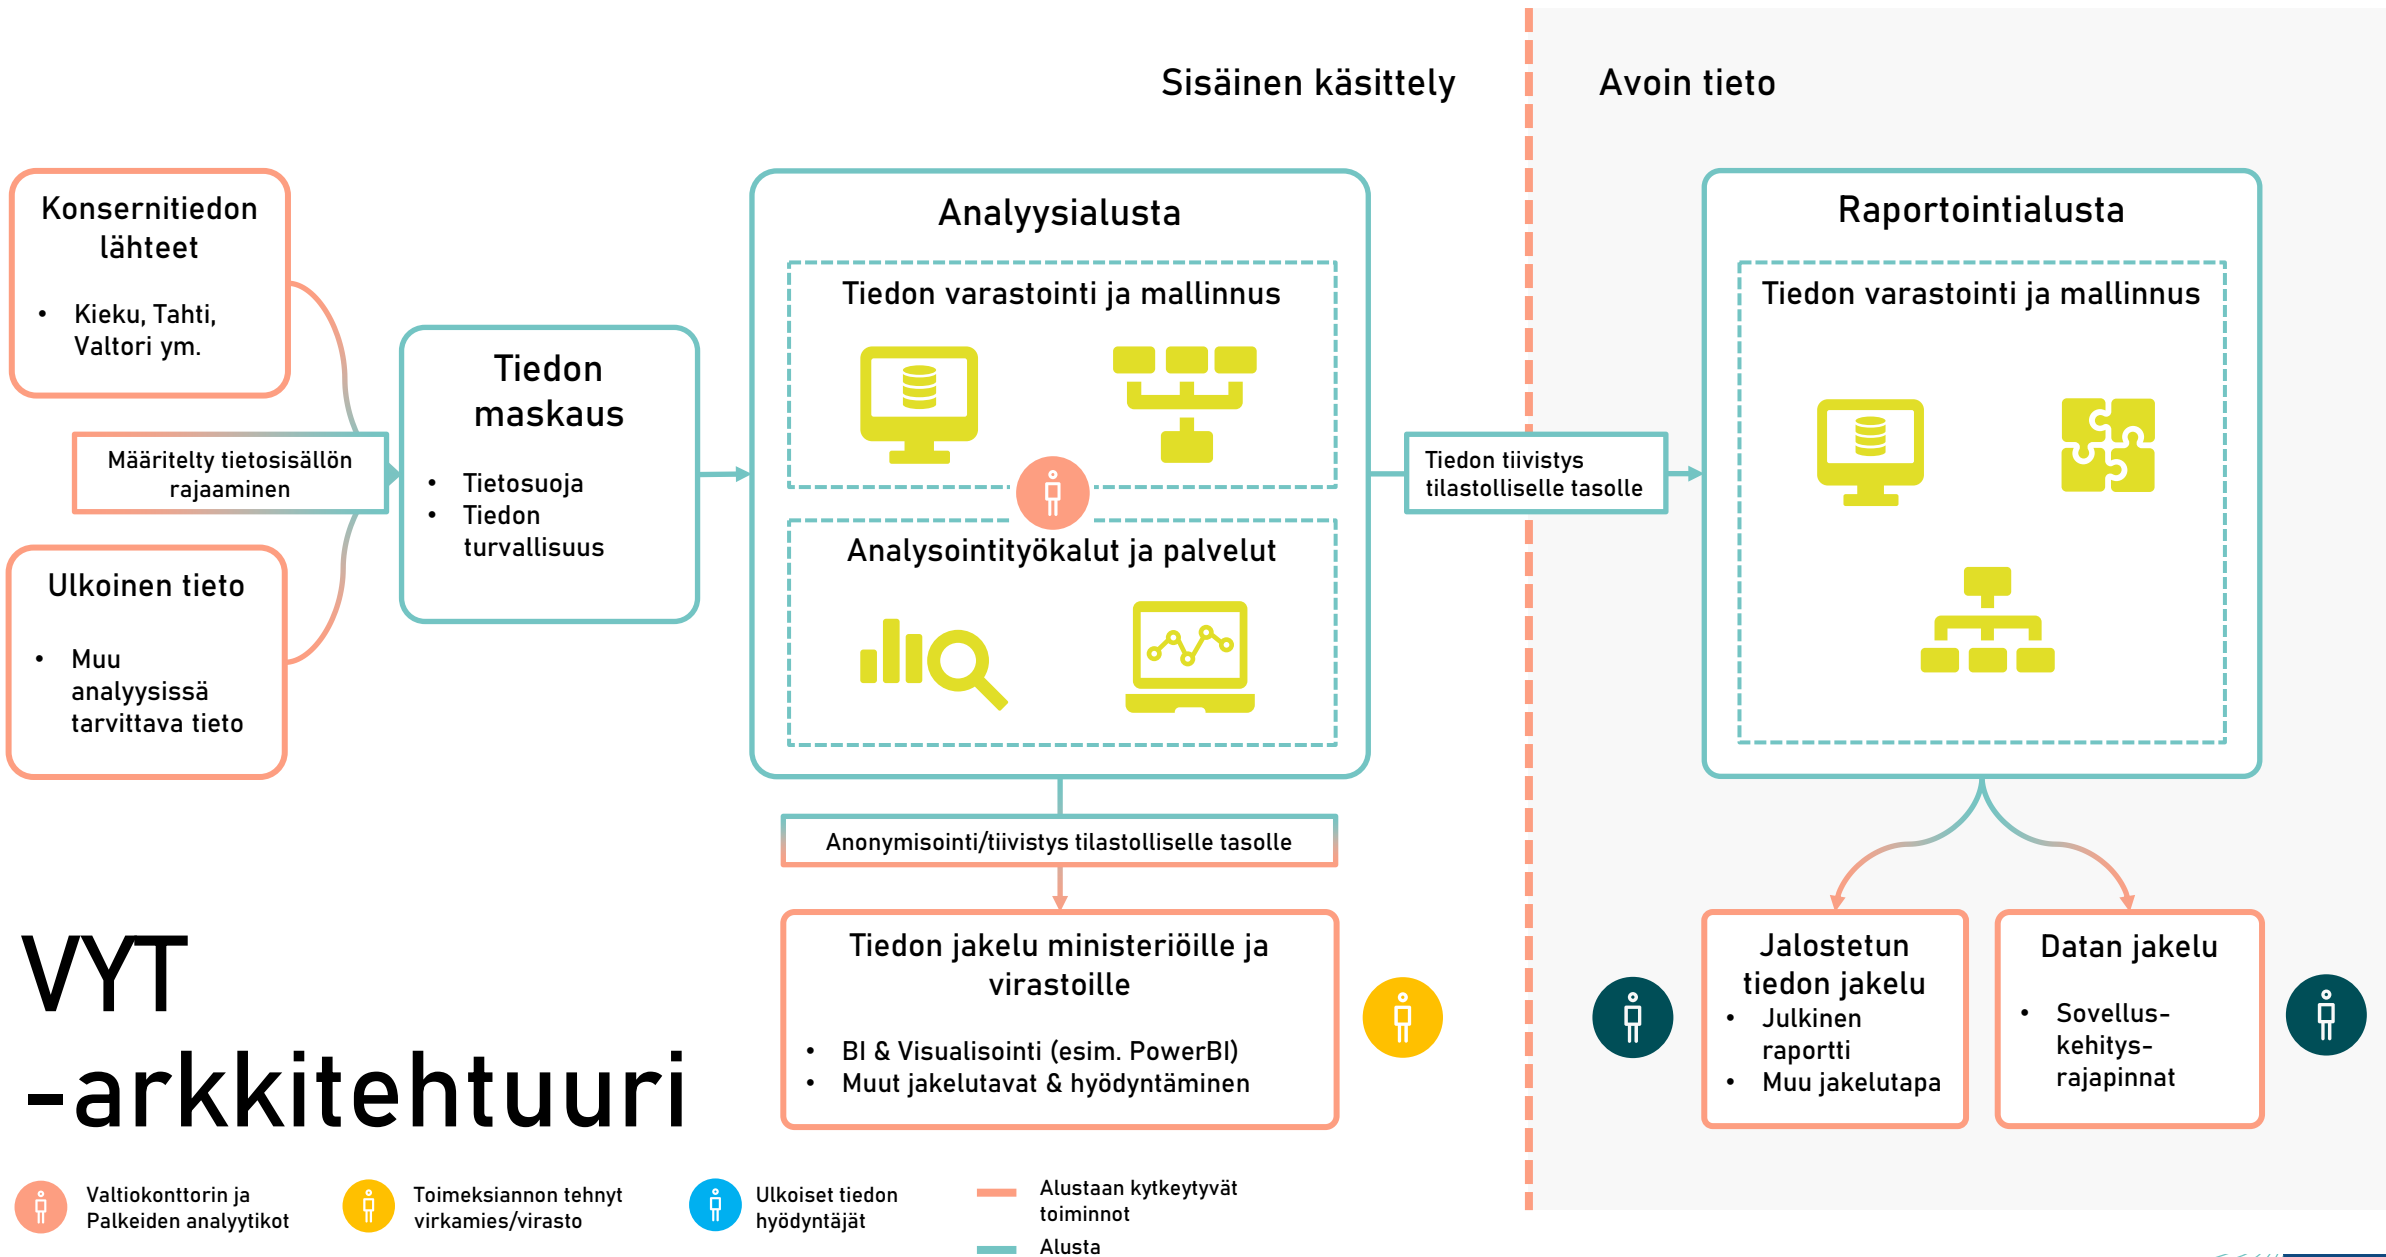 Sisäinen käsittely
Avoin tieto
Konsernitiedon
lähteet
• Kieku, Tahti,
Valtori ym.
Määritelty tietosisällön
rajaaminen
Ulkoinen tieto
• Muu
analyysissä
tarvittava tieto
Tiedon
maskaus
• Tietosuoja
• Tiedon
turvallisuus
Analyysialusta
Tiedon varastointi ja mallinnus
Analysointityökalut ja palvelut
Tiedon tiivistys
tilastolliselle tasolle
Raportointialusta
Tiedon varastointi ja mallinnus
Anonymisointi/tiivistys tilastolliselle tasolle
Tiedon jakelu ministeriöille ja
virastoille
• BI & Visualisointi (esim. PowerBI)
• Muut jakelutavat & hyödyntäminen
Jalostetun
tiedon jakelu
• Julkinen
raportti
• Muu jakelutapa
Datan jakelu
• Sovellus-
kehitys-
rajapinnat
VYT
-arkkitehtuuri
Valtiokonttorin ja
Palkeiden analyytikot
Toimeksiannon tehnyt
virkamies/virasto
Ulkoiset tiedon
hyödyntäjät
Alustaan kytkeytyvät
toiminnot
Alusta